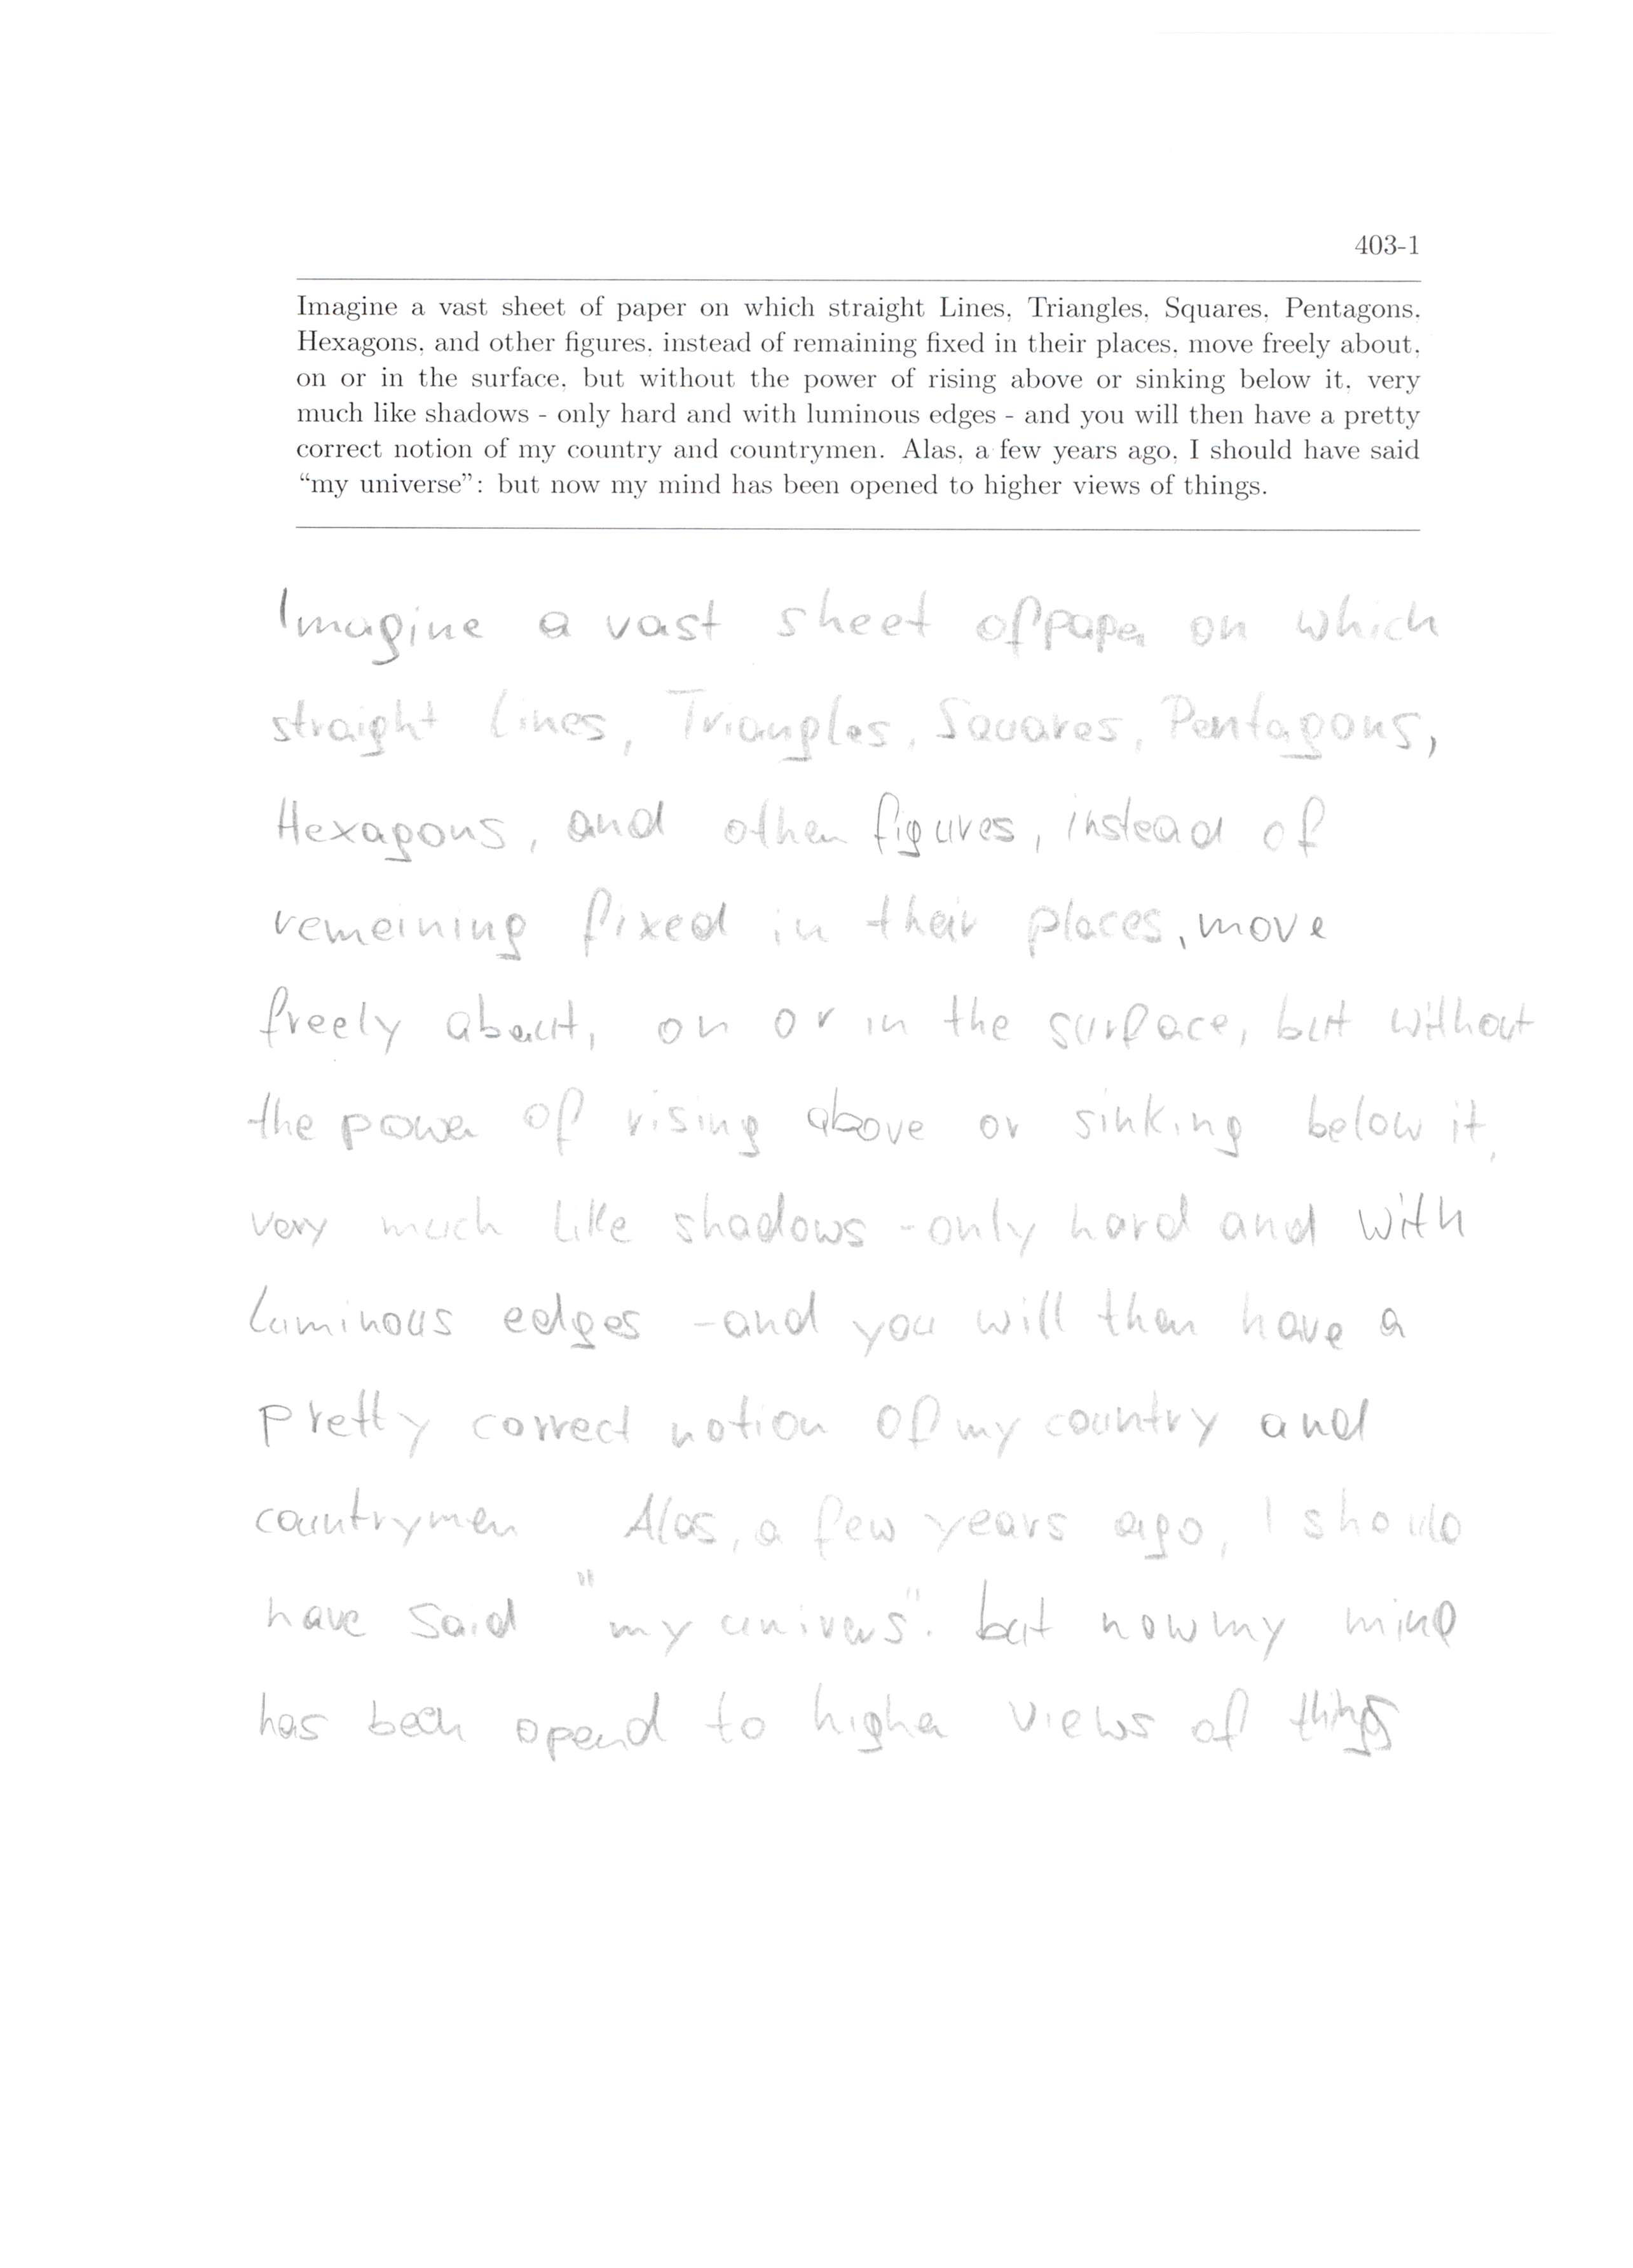 403-1
Imagine a vast sheet of paper on which straight Lines, Triangles, Squares, Pentagons,
Hexagons, and other figures, instead of remaining fixed in their places, move freely about,
on or in the surface, but without the power of rising above or sinking below it, very
much like shadows - only hard and with luminous edges - and you will then have a pretty
correct notion of my country and countrymen. Alas, a few years ago, I should have said
“my universe”: but now my mind has been opened to higher views of things.
Imagine a vast sheet of paper on which
straight lines, Triangles, Squares, Pentagons,
Hexagons, and other figures, instead of
remeining fixed in their places, move
freely about, on or in the surface, but without
the power of rising above or sinking below it,
very much like shadows -only hard and with
luminous edges -and you will then have a
pretty correct notion of my country and
countrymen Alas, a few years ago, I should
have said "my univers". but now my mind
has been opend to higher views of things